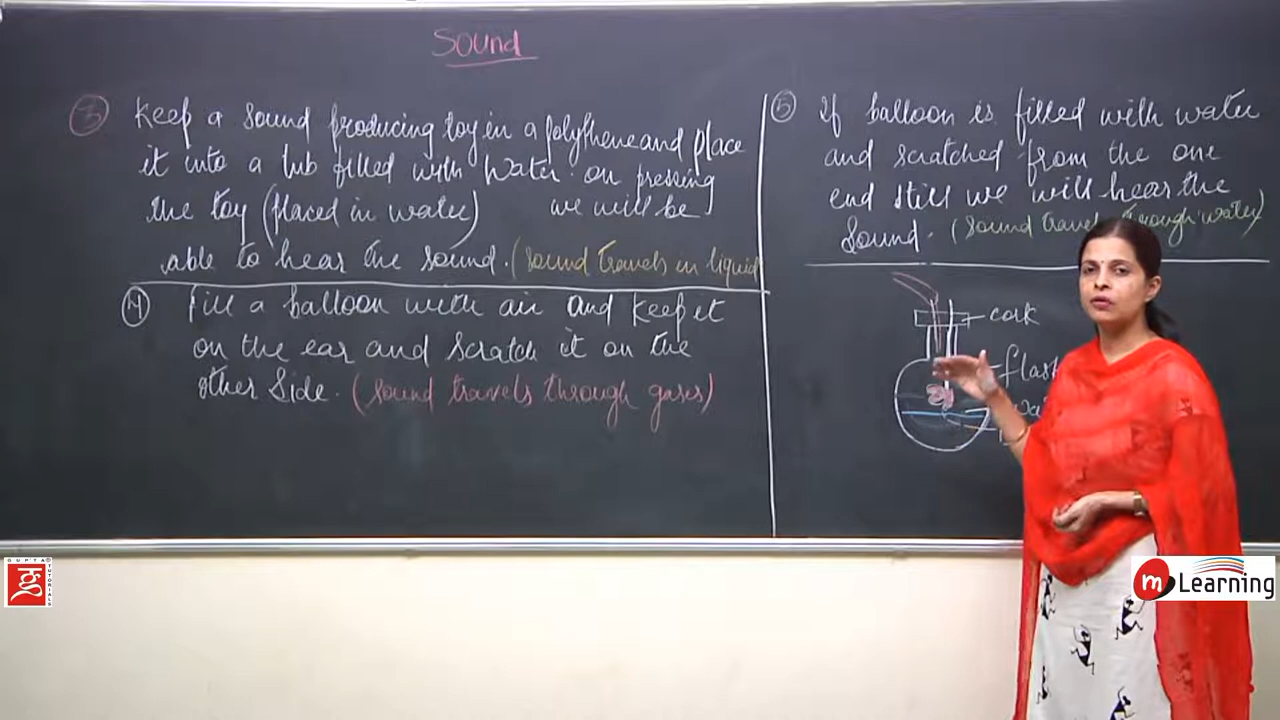 Sound
3 Keep a sound producing toy in a polythene and place
it into a tub filled with water. on pressing
the toy (placed in water) we will be
able to hear the sound. (sound travels in liquid
4 Fill a balloon with air and keep it
on the ear and scratch it on the
other side. (sound travels through gases)
5 If balloon is filled with water
and scratched from the one
end still we will hear the
sound. (sound travels through water)
cork
GUPTA TUTORIALS
m Learning